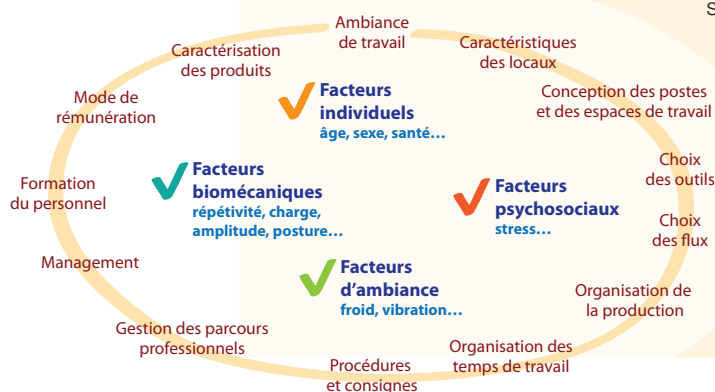 S
Ambiance
de travail
Caractérisation
des produits
Caractéristiques
des locaux
Mode de
rémunération
Facteurs
individuels
âge, sexe, santé…
Conception des postes
et des espaces de travail
Formation
du personnel
Facteurs
biomécaniques
répétivité, charge,
amplitude, posture…
Facteurs
psychosociaux
stress…
Choix
des outils
Choix
des flux
Management
Facteurs
d’ambiance
froid, vibration…
Organisation de
la production
Gestion des parcours
professionnels
Procédures
et consignes
Organisation des
temps de travail